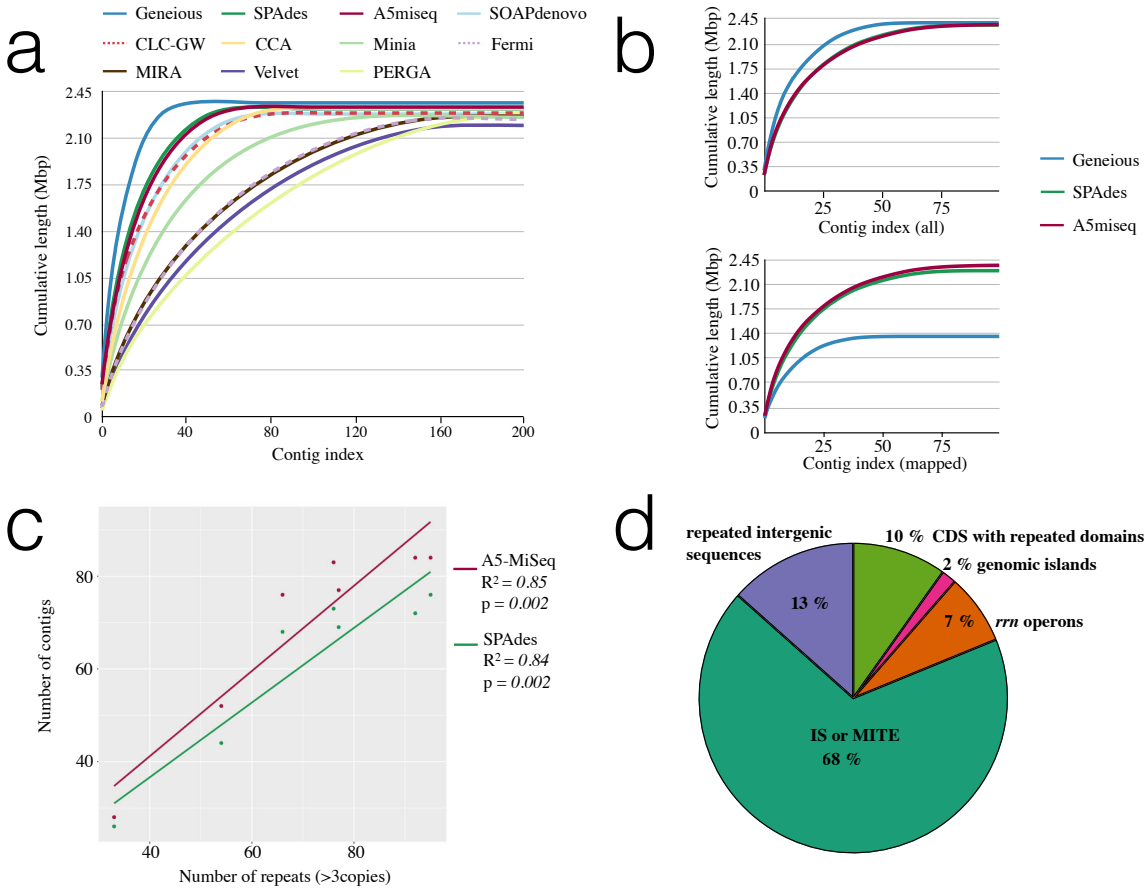 a
Geneious
SPAdes
A5miseq
SOAPdenovo
CLC-GW
CCA
Minia
Fermi
MIRA
Velvet
PERGA
Cumulative length (Mbp)
2.45
2.10
1.75
1.40
1.05
0.70
0.35
0
0
40
80
120
160
200
Contig index
b
Cumulative length (Mbp)
2.45
2.10
1.75
1.40
1.05
0.70
0.35
0
25
50
75
Contig index (all)
Geneious
SPAdes
A5miseq
Cumulative length (Mbp)
2.45
2.10
1.75
1.40
1.05
0.70
0.35
0
25
50
75
Contig index (mapped)
c
Number of contigs
80
60
40
40
60
80
Number of repeats (>3copies)
A5-MiSeq
R² = 0.85
p = 0.002
SPAdes
R² = 0.84
p = 0.002
d
repeated intergenic
sequences
10 % CDS with repeated domains
2 % genomic islands
13 %
7 % rrn operons
IS or MITE
68 %